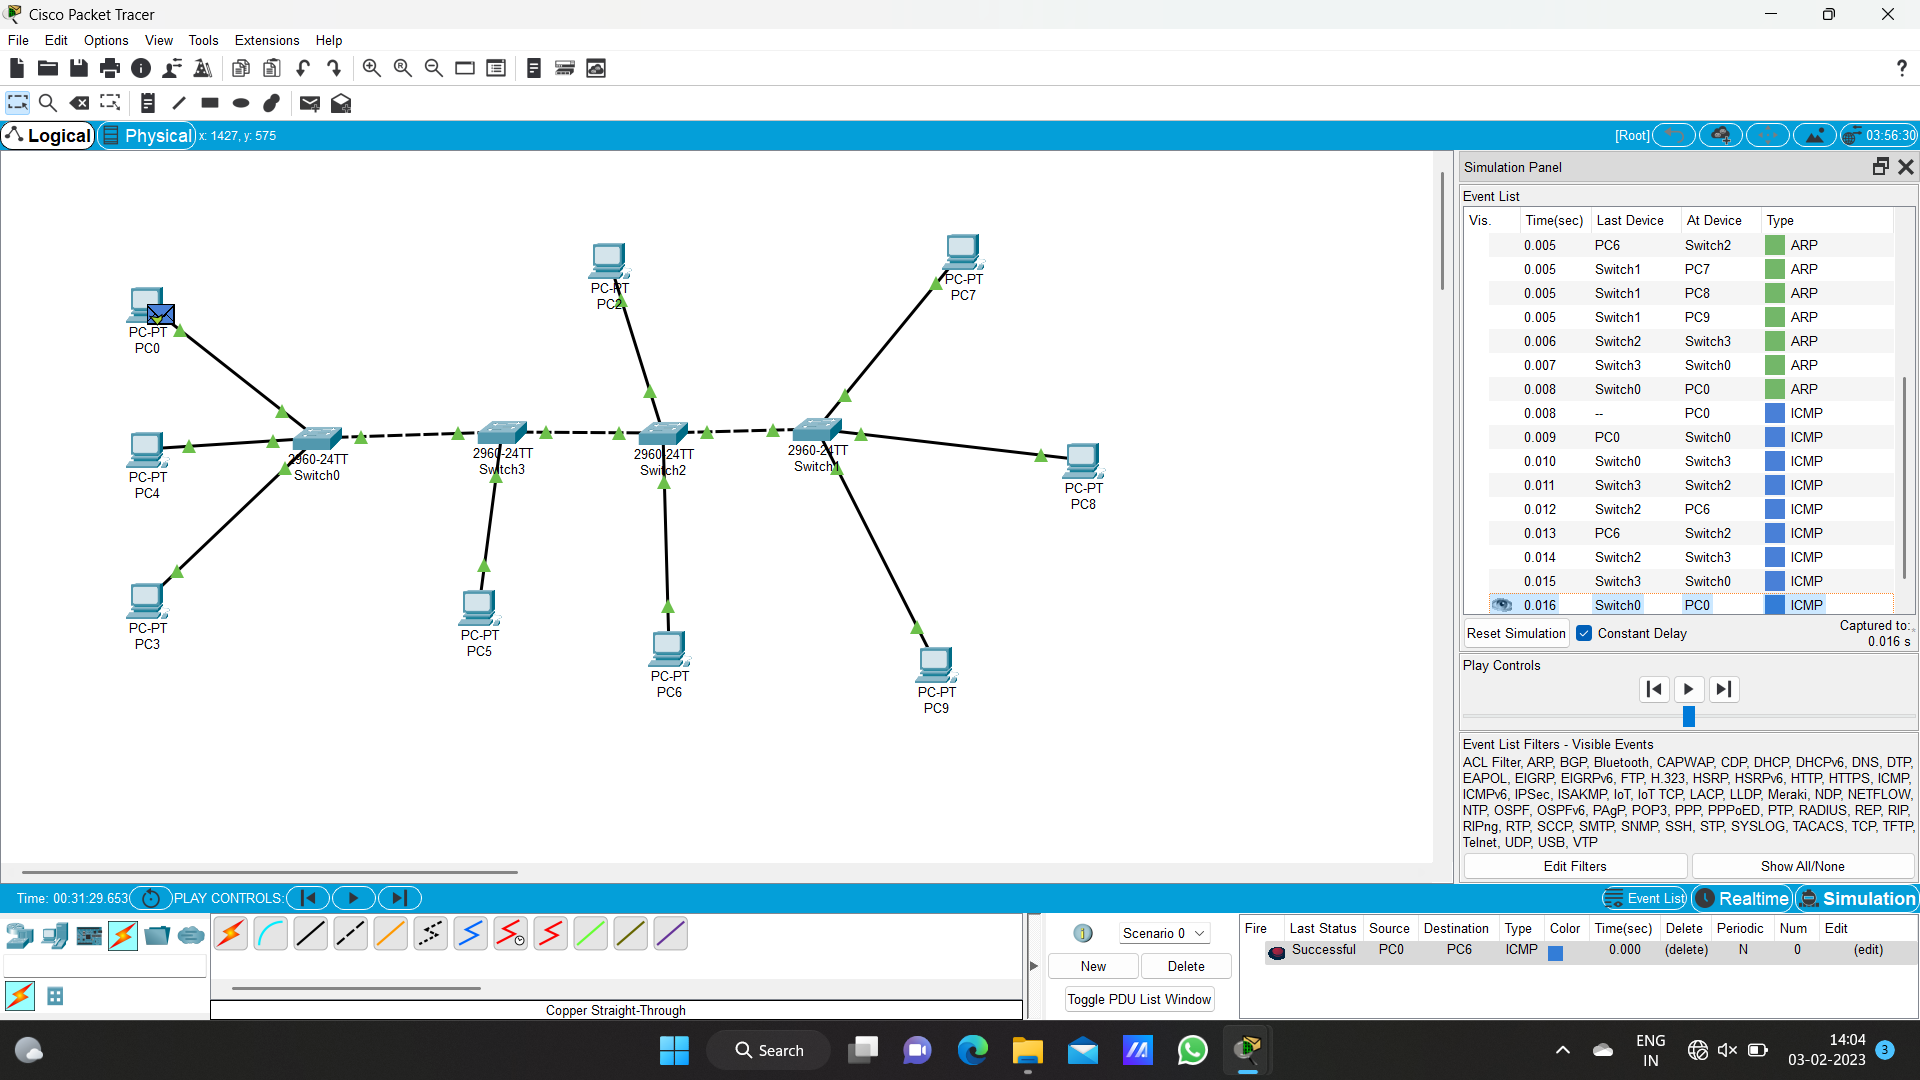 Cisco Packet Tracer
File Edit Options View Tools Extensions Help
?
Logical Physical x: 1427, y: 575 [Root] 03:56:30
PC-PT
PC0
PC-PT
PC4
PC-PT
PC3
2960-24TT
Switch0
2960-24TT
Switch3
PC-PT
PC5
PC-PT
PC2
2960-24TT
Switch2
PC-PT
PC6
2960-24TT
Switch1
PC-PT
PC7
PC-PT
PC8
PC-PT
PC9
Simulation Panel
Event List
Vis. Time(sec) Last Device At Device Type
0.005 PC6 Switch2 ARP
0.005 Switch1 PC7 ARP
0.005 Switch1 PC8 ARP
0.005 Switch1 PC9 ARP
0.006 Switch2 Switch3 ARP
0.007 Switch3 Switch0 ARP
0.008 Switch0 PC0 ARP
0.008 -- PC0 ICMP
0.009 PC0 Switch0 ICMP
0.010 Switch0 Switch3 ICMP
0.011 Switch3 Switch2 ICMP
0.012 Switch2 PC6 ICMP
0.013 PC6 Switch2 ICMP
0.014 Switch2 Switch3 ICMP
0.015 Switch3 Switch0 ICMP
0.016 Switch0 PC0 ICMP
Reset Simulation Constant Delay Captured to:
0.016 s
Play Controls
Event List Filters - Visible Events
ACL Filter, ARP, BGP, Bluetooth, CAPWAP, CDP, DHCP, DHCPv6, DNS, DTP,
EAPOL, EIGRP, EIGRPv6, FTP, H.323, HSRP, HSRPv6, HTTP, HTTPS, ICMP,
ICMPv6, IPSec, ISAKMP, IoT, IoT TCP, LACP, LLDP, Meraki, NDP, NETFLOW,
NTP, OSPF, OSPFv6, PAgP, POP3, PPP, PPPoED, PTP, RADIUS, REP, RIP,
RIPng, RTP, SCCP, SMTP, SNMP, SSH, STP, SYSLOG, TACACS, TCP, TFTP,
Telnet, UDP, USB, VTP
Edit Filters Show All/None
Time: 00:31:29.653 PLAY CONTROLS: Event List Realtime Simulation
Copper Straight-Through
1 Scenario 0
New Delete
Toggle PDU List Window
Fire Last Status Source Destination Type Color Time(sec) Delete Periodic Num Edit
Successful PC0 PC6 ICMP 0.000 (delete) N 0 (edit)
Search
ENG
IN
14:04
03-02-2023
3